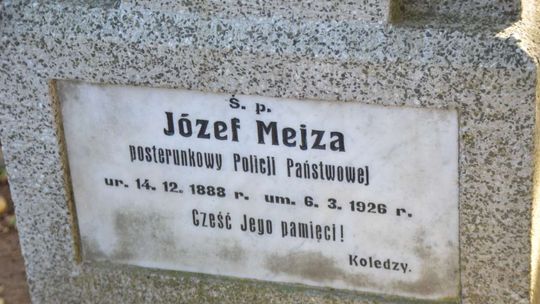 Ś. p.
Józef Mejza
posterunkowy Policji Państwowej
ur. 14. 12. 1888 r. um. 6. 3. 1926 r.
Cześć Jego pamięci!
Koledzy.